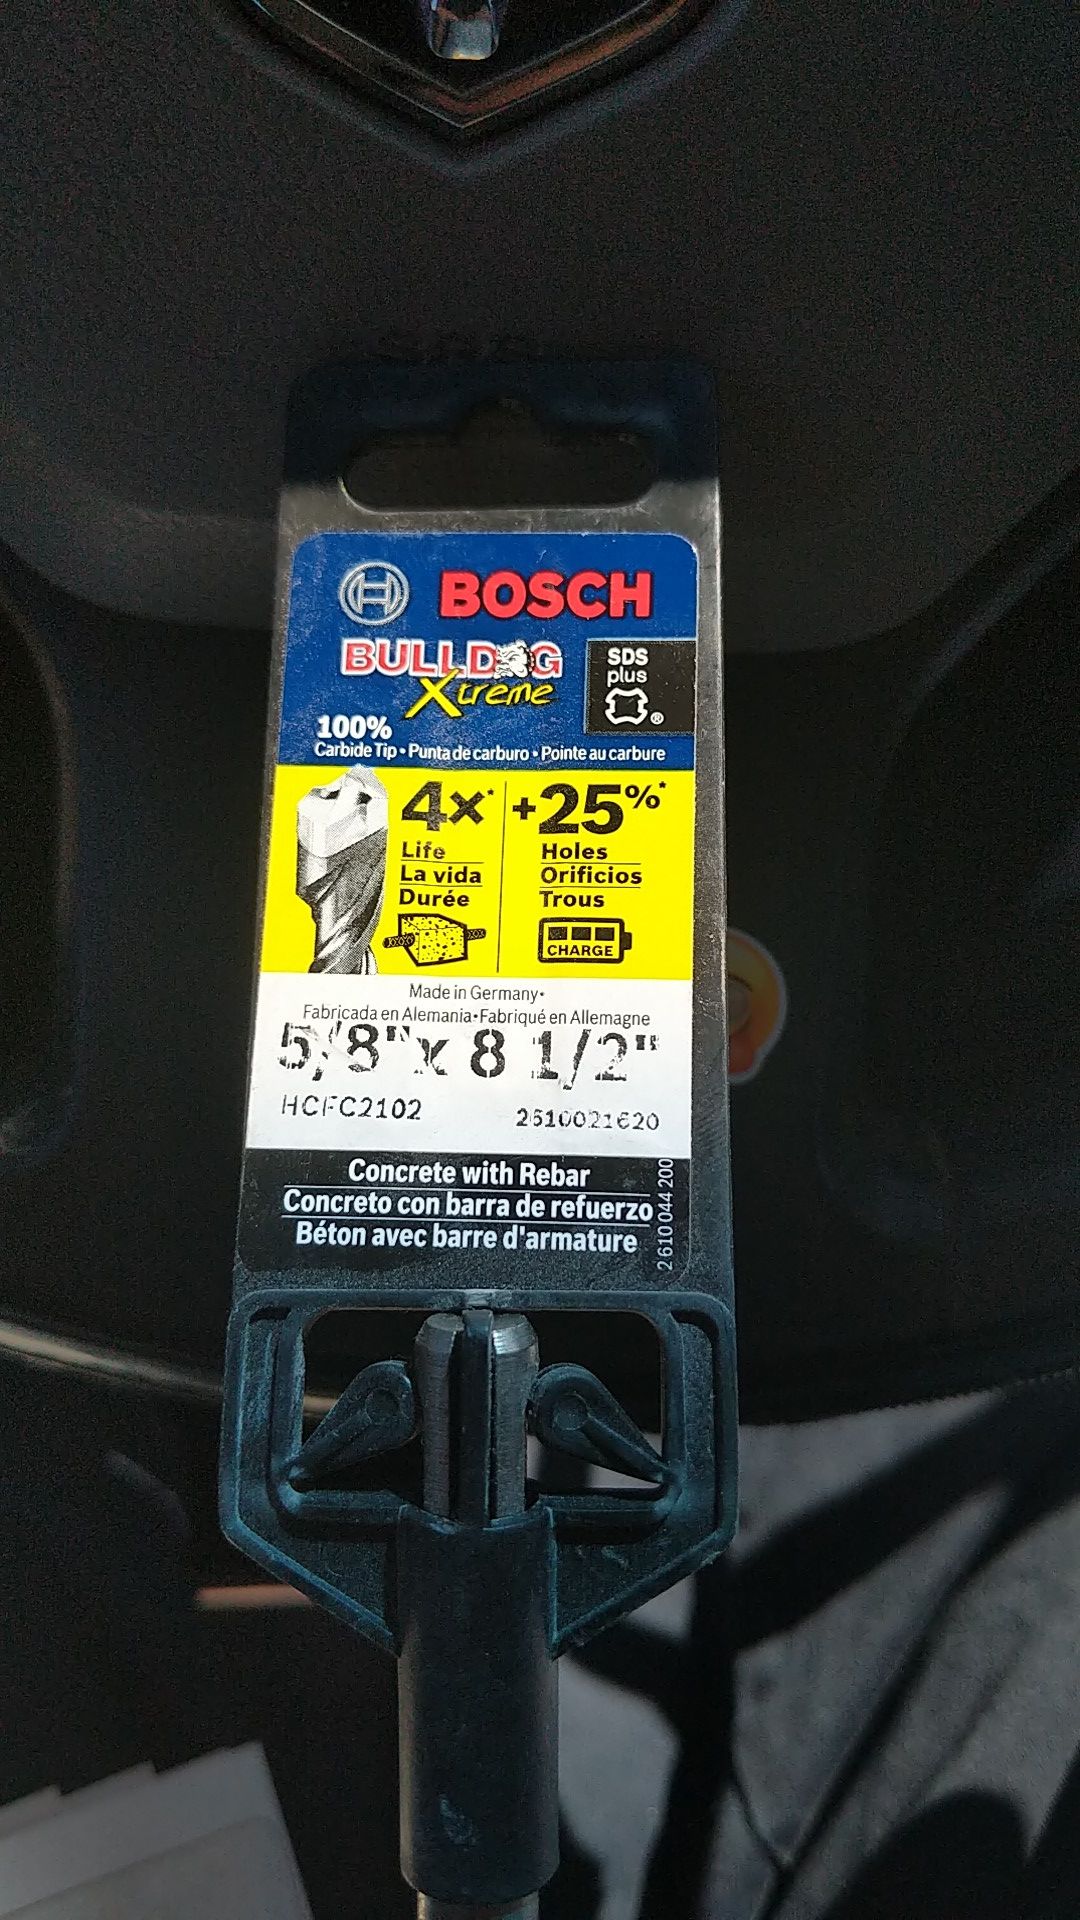 BOSCH
BULLDOG
Xtreme
SDS
plus
®
100%
Carbide Tip • Punta de carburo • Pointe au carbure
4x*
Life
La vida
Durée
+25%*
Holes
Orificios
Trous
CHARGE
Made in Germany•
Fabricada en Alemania•Fabriqué en Allemagne
5/8" x 8 1/2"
HCFC2102
2610021620
Concrete with Rebar
Concreto con barra de refuerzo
Béton avec barre d'armature
2 610 044 200